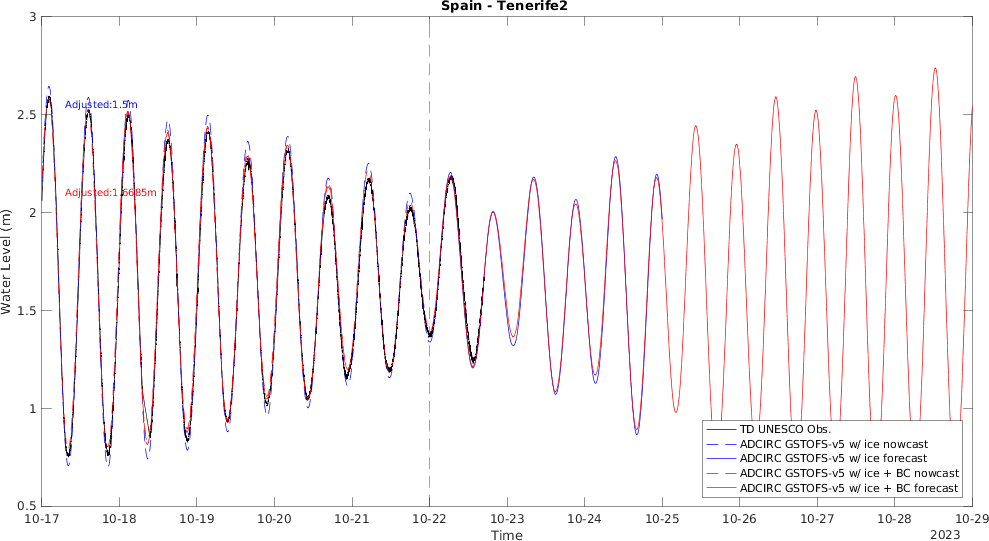 Spain - Tenerife2
3
2.5
2
1.5
1
0.5
Water Level (m)
Adjusted:1.5m
Adjusted:1.6685m
TD UNESCO Obs.
ADCIRC GSTOFS-v5 w/ ice nowcast
ADCIRC GSTOFS-v5 w/ ice forecast
ADCIRC GSTOFS-v5 w/ ice + BC nowcast
ADCIRC GSTOFS-v5 w/ ice + BC forecast
10-17 10-18 10-19 10-20 10-21 10-22 10-23 10-24 10-25 10-26 10-27 10-28 10-29
Time
2023